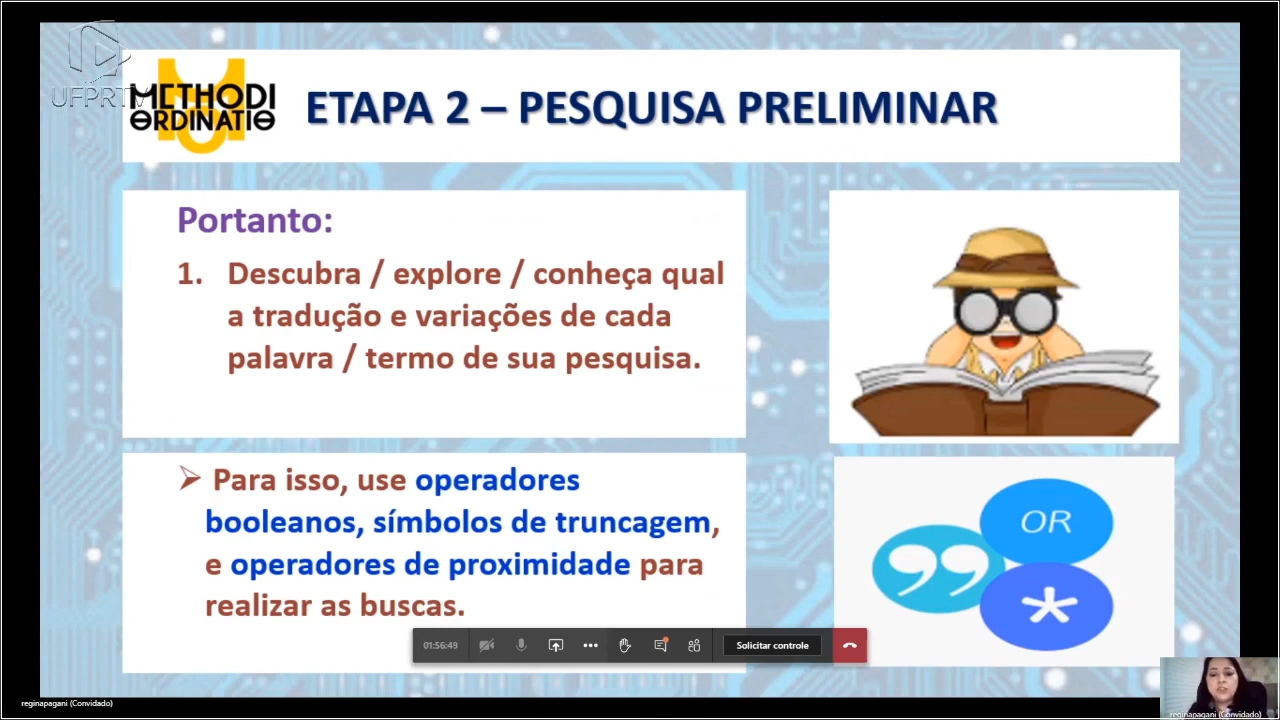 UFPRTV
METHODI
ORDINATIO
ETAPA 2 – PESQUISA PRELIMINAR
Portanto:
1. Descubra / explore / conheça qual
a tradução e variações de cada
palavra / termo de sua pesquisa.
➢ Para isso, use operadores
booleanos, símbolos de truncagem,
e operadores de proximidade para
realizar as buscas.
OR
99
*
01:56:49
Solicitar controle
reginapagani (Convidado)
reginapagani (Convidado)